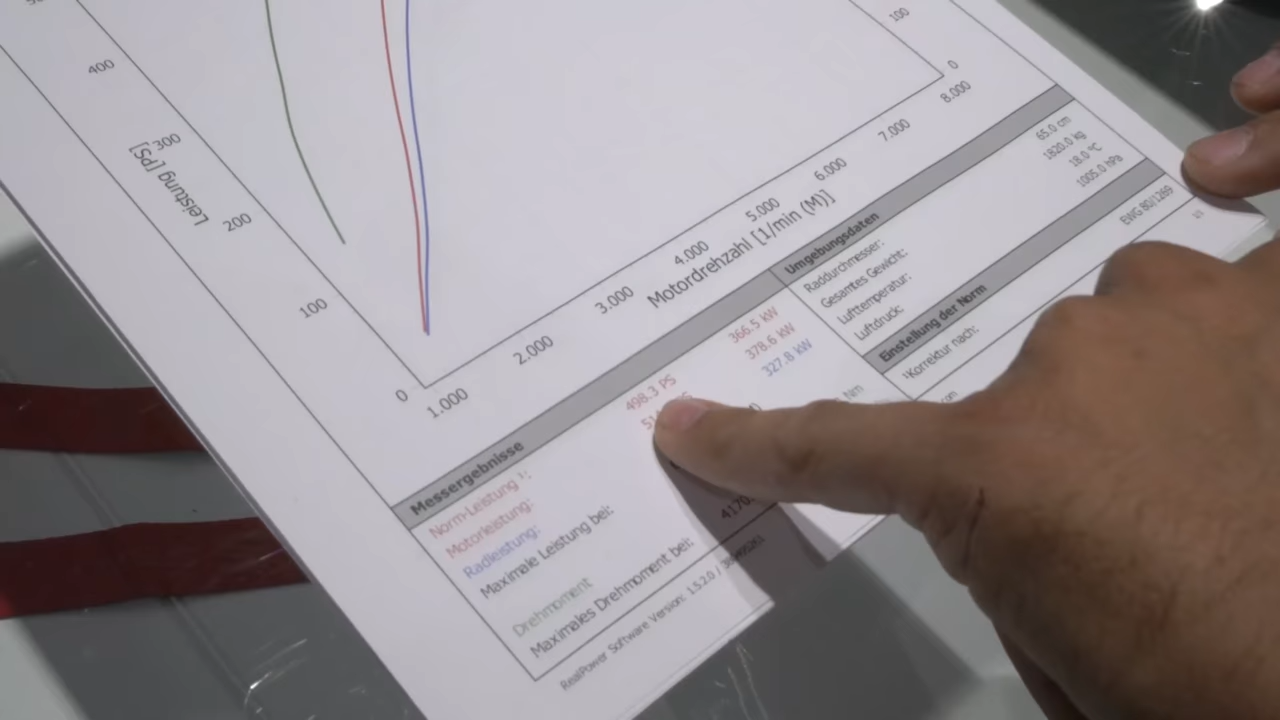 400
300
200
100
0
Leistung [PS]
100
0
1.000
2.000
3.000
4.000
5.000
6.000
7.000
8.000
Motordrehzahl [1/min (M)]
Messergebnisse
Norm-Leistung ¹: 498.3 PS 366.5 kW
Motorleistung: 378.6 kW
Radleistung: 327.8 kW
Maximale Leistung bei:
Drehmoment Nm
Maximales Drehmoment bei:
RealPower Software Version: 1.5.2.0 /
Umgebungsdaten
Raddurchmesser: 65.0 cm
Gesamtes Gewicht: 1820.0 kg
Lufttemperatur: 18.0 °C
Luftdruck: 1005.0 hPa
Einstellung der Norm
¹Korrektur nach: EWG 80/1269